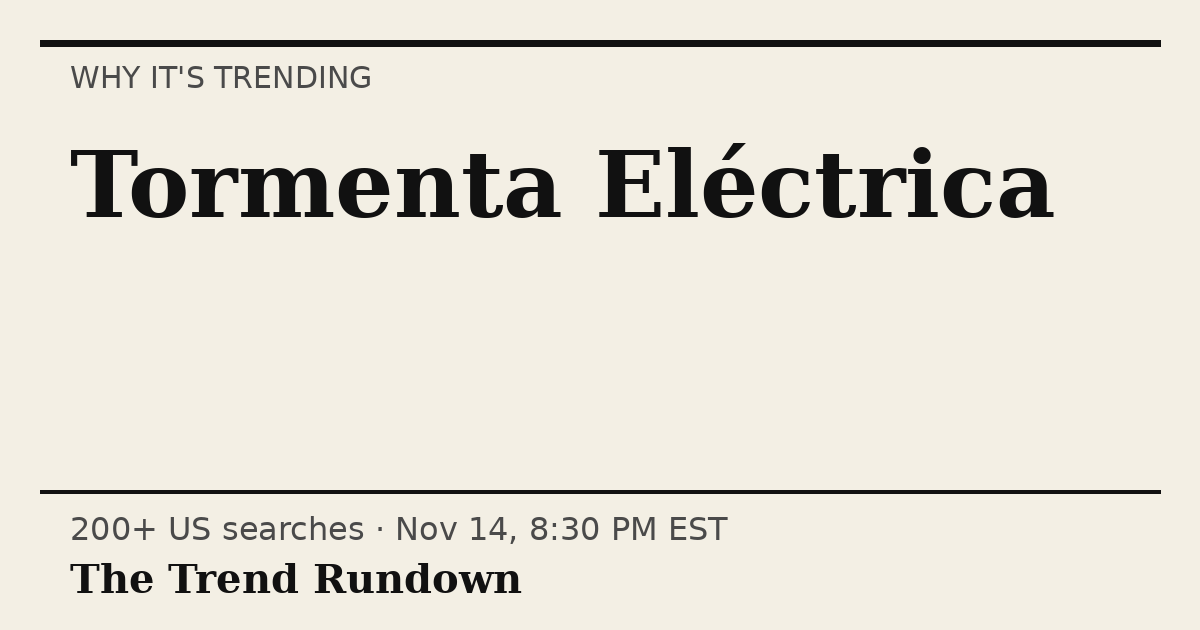 WHY IT'S TRENDING
Tormenta Eléctrica
200+ US searches · Nov 14, 8:30 PM EST
The Trend Rundown